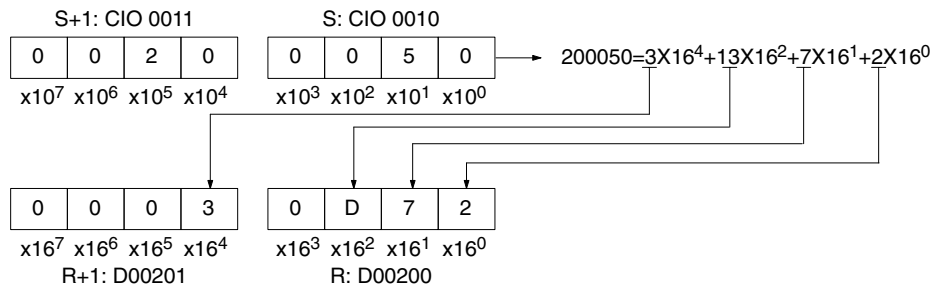 S+1: CIO 0011 S: CIO 0010
0 0 2 0 0 0 5 0 200050=3X16⁴+13X16²+7X16¹+2X16⁰
x10⁷ x10⁶ x10⁵ x10⁴ x10³ x10² x10¹ x10⁰
0 0 0 3 0 D 7 2
x16⁷ x16⁶ x16⁵ x16⁴ x16³ x16² x16¹ x16⁰
R+1: D00201 R: D00200